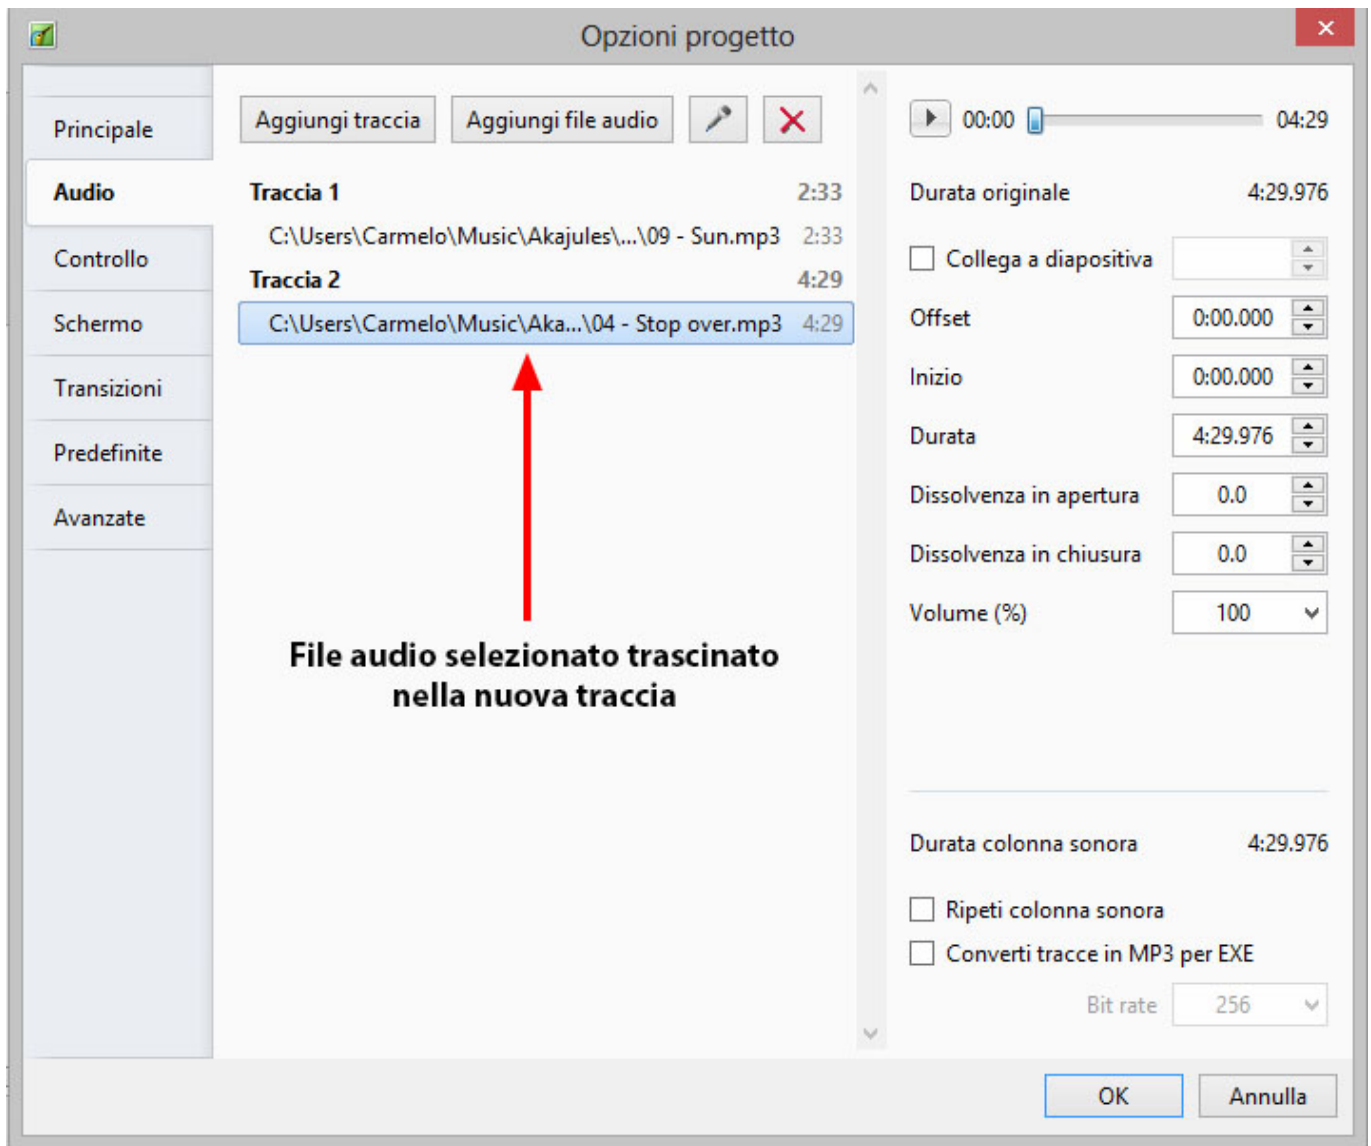 Opzioni progetto
Principale
Audio
Controllo
Schermo
Transizioni
Predefinite
Avanzate
Aggiungi traccia Aggiungi file audio
Traccia 1 2:33
C:\Users\Carmelo\Music\Akajules\...\09 - Sun.mp3 2:33
Traccia 2 4:29
C:\Users\Carmelo\Music\Aka...\04 - Stop over.mp3 4:29
File audio selezionato trascinato
nella nuova traccia
00:00 04:29
Durata originale 4:29.976
Collega a diapositiva
Offset 0:00.000
Inizio 0:00.000
Durata 4:29.976
Dissolvenza in apertura 0.0
Dissolvenza in chiusura 0.0
Volume (%) 100
Durata colonna sonora 4:29.976
Ripeti colonna sonora
Converti tracce in MP3 per EXE
Bit rate 256
OK Annulla